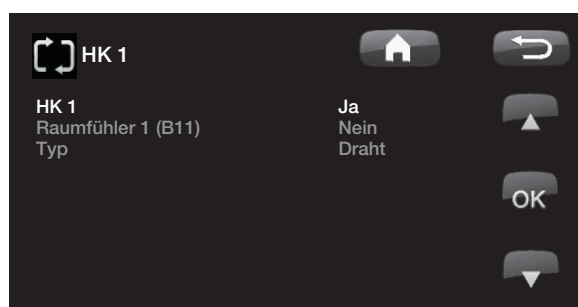 HK 1
HK 1 Ja
Raumfühler 1 (B11) Nein
Typ Draht
OK